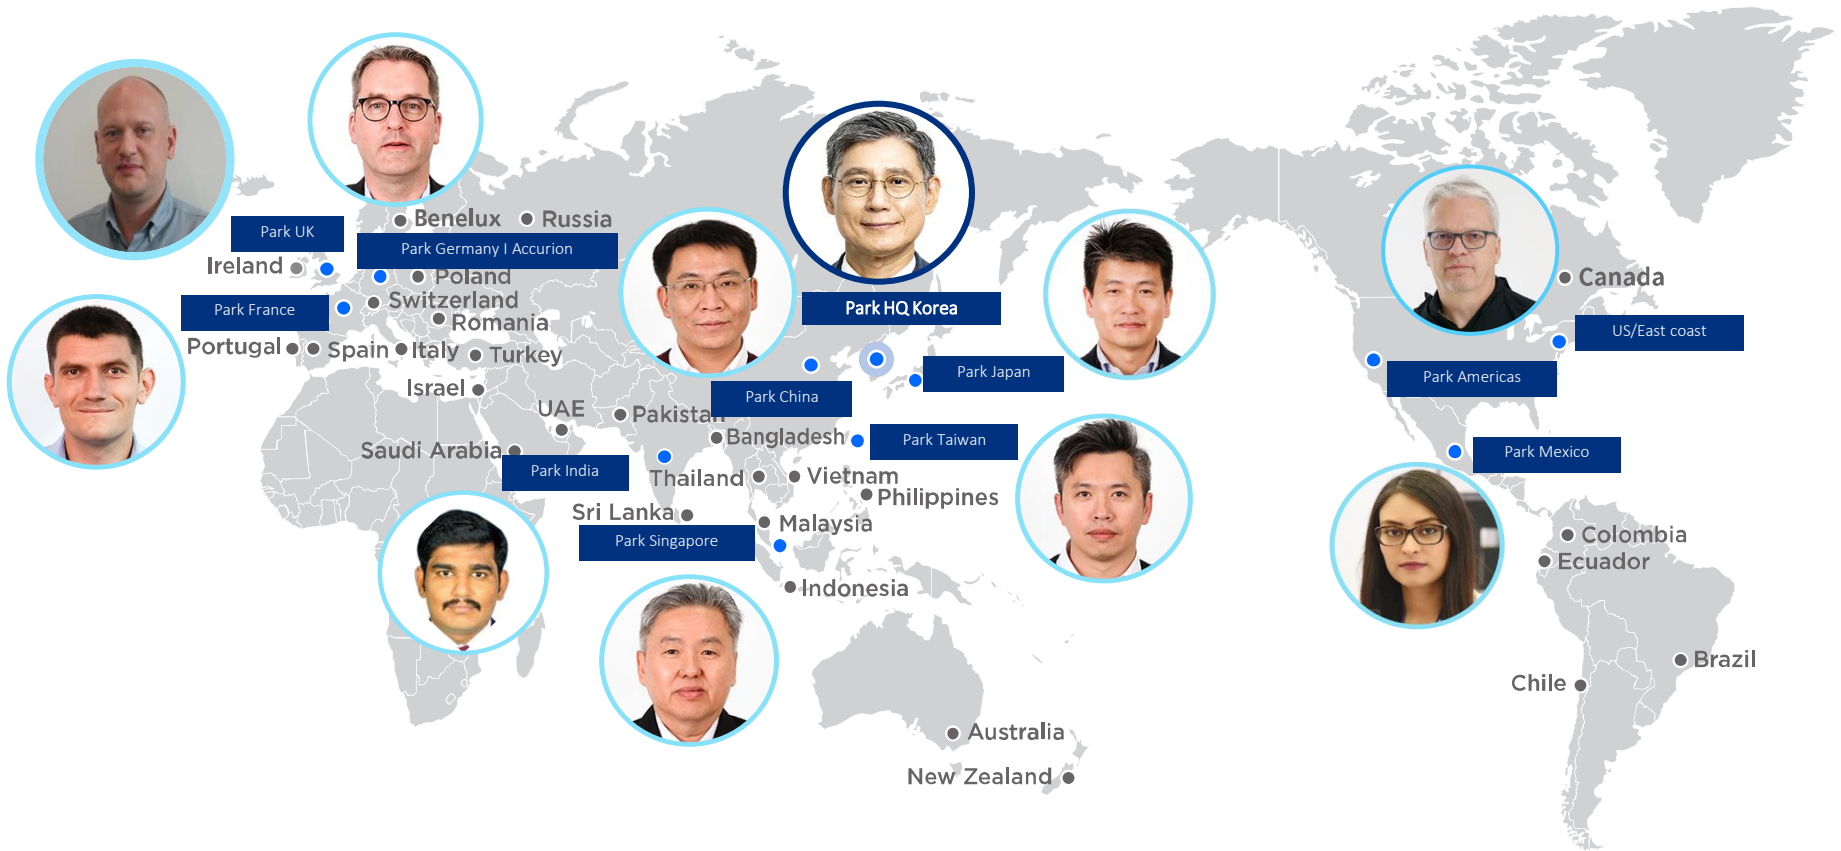 Benelux
Russia
Park UK
Park Germany I Accurion
Ireland
Poland
Canada
Park France
Switzerland
Romania
Park HQ Korea
US/East coast
Portugal
Spain
Italy
Turkey
Park Japan
Park Americas
Israel
Park China
UAE
Pakistan
Bangladesh
Park Taiwan
Saudi Arabia
Park India
Park Mexico
Thailand
Vietnam
Philippines
Sri Lanka
Malaysia
Park Singapore
Colombia
Ecuador
Indonesia
Brazil
Chile
Australia
New Zealand